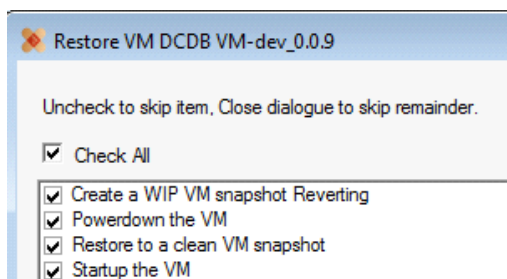 Restore VM DCDB VM-dev_0.0.9
Uncheck to skip item, Close dialogue to skip remainder.
Check All
Create a WIP VM snapshot Reverting
Powerdown the VM
Restore to a clean VM snapshot
Startup the VM